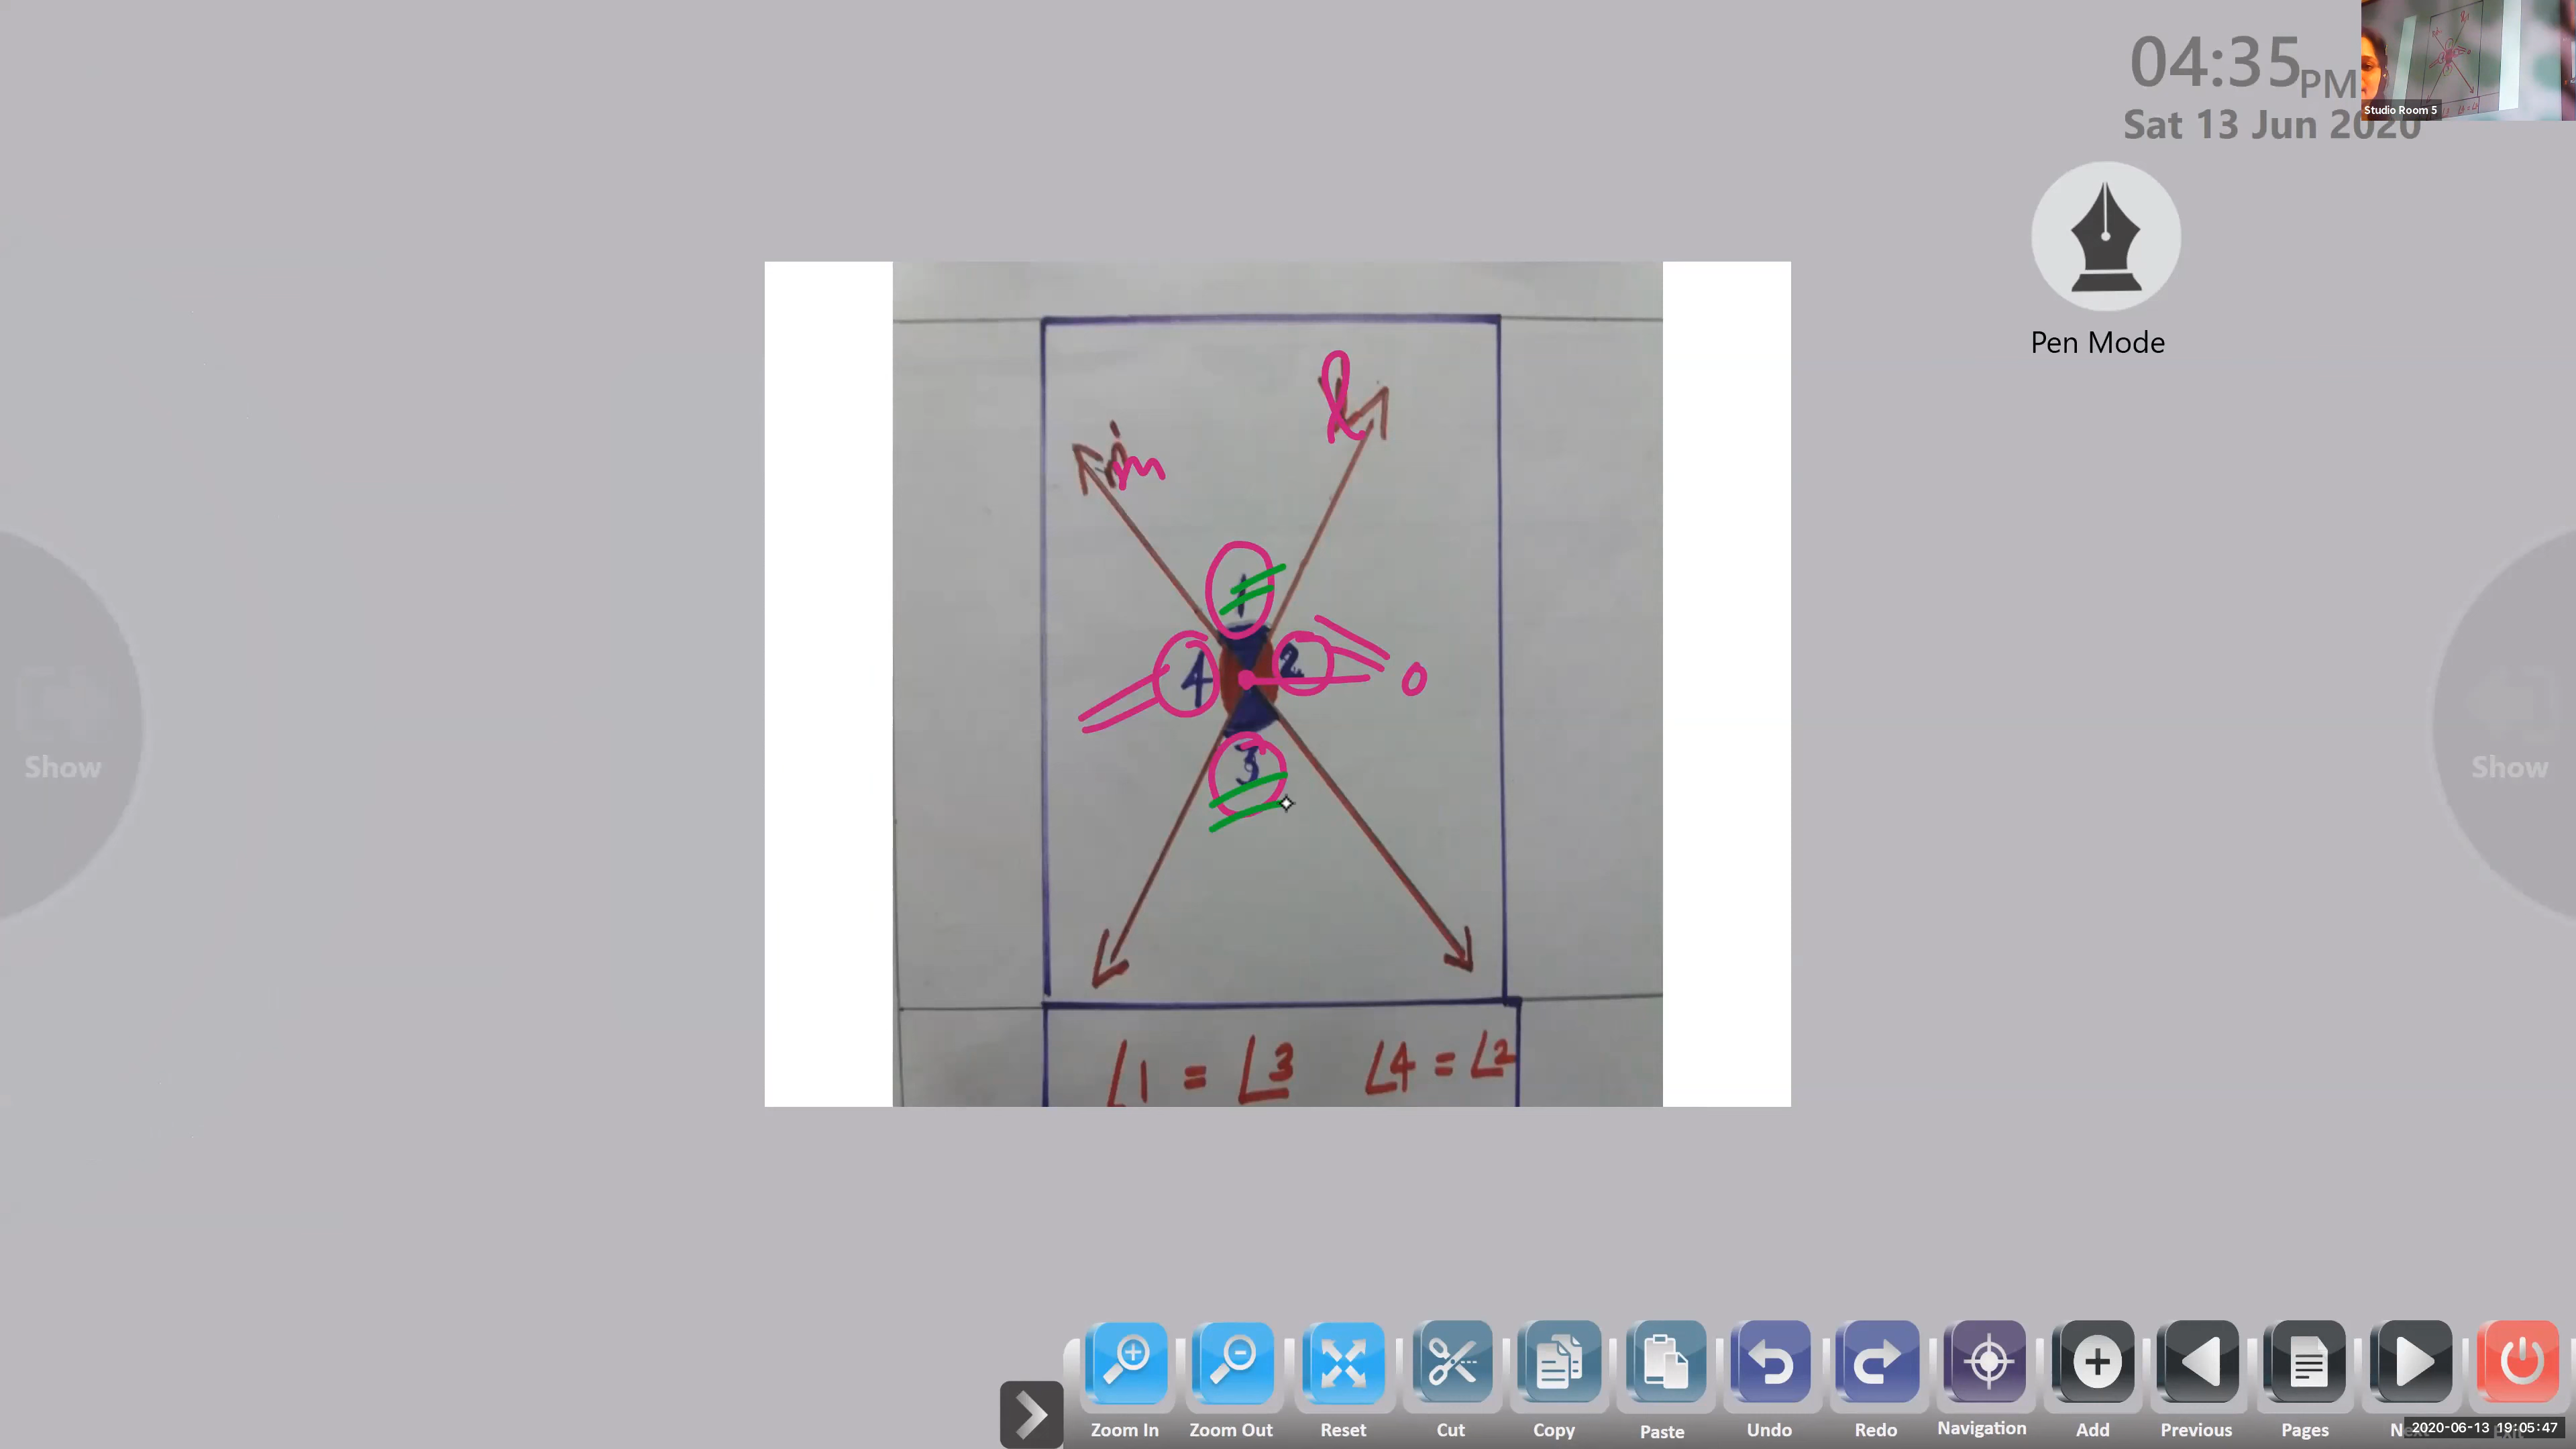 04:35PM
Sat 13 Jun 2020
Studio Room 5
Pen Mode
l
m
1
4
2
O
3
Show
Show
∠1 = ∠3 ∠4 = ∠2
Zoom In Zoom Out Reset Cut Copy Paste Undo Redo Navigation Add Previous Pages
2020-06-13 19:05:47